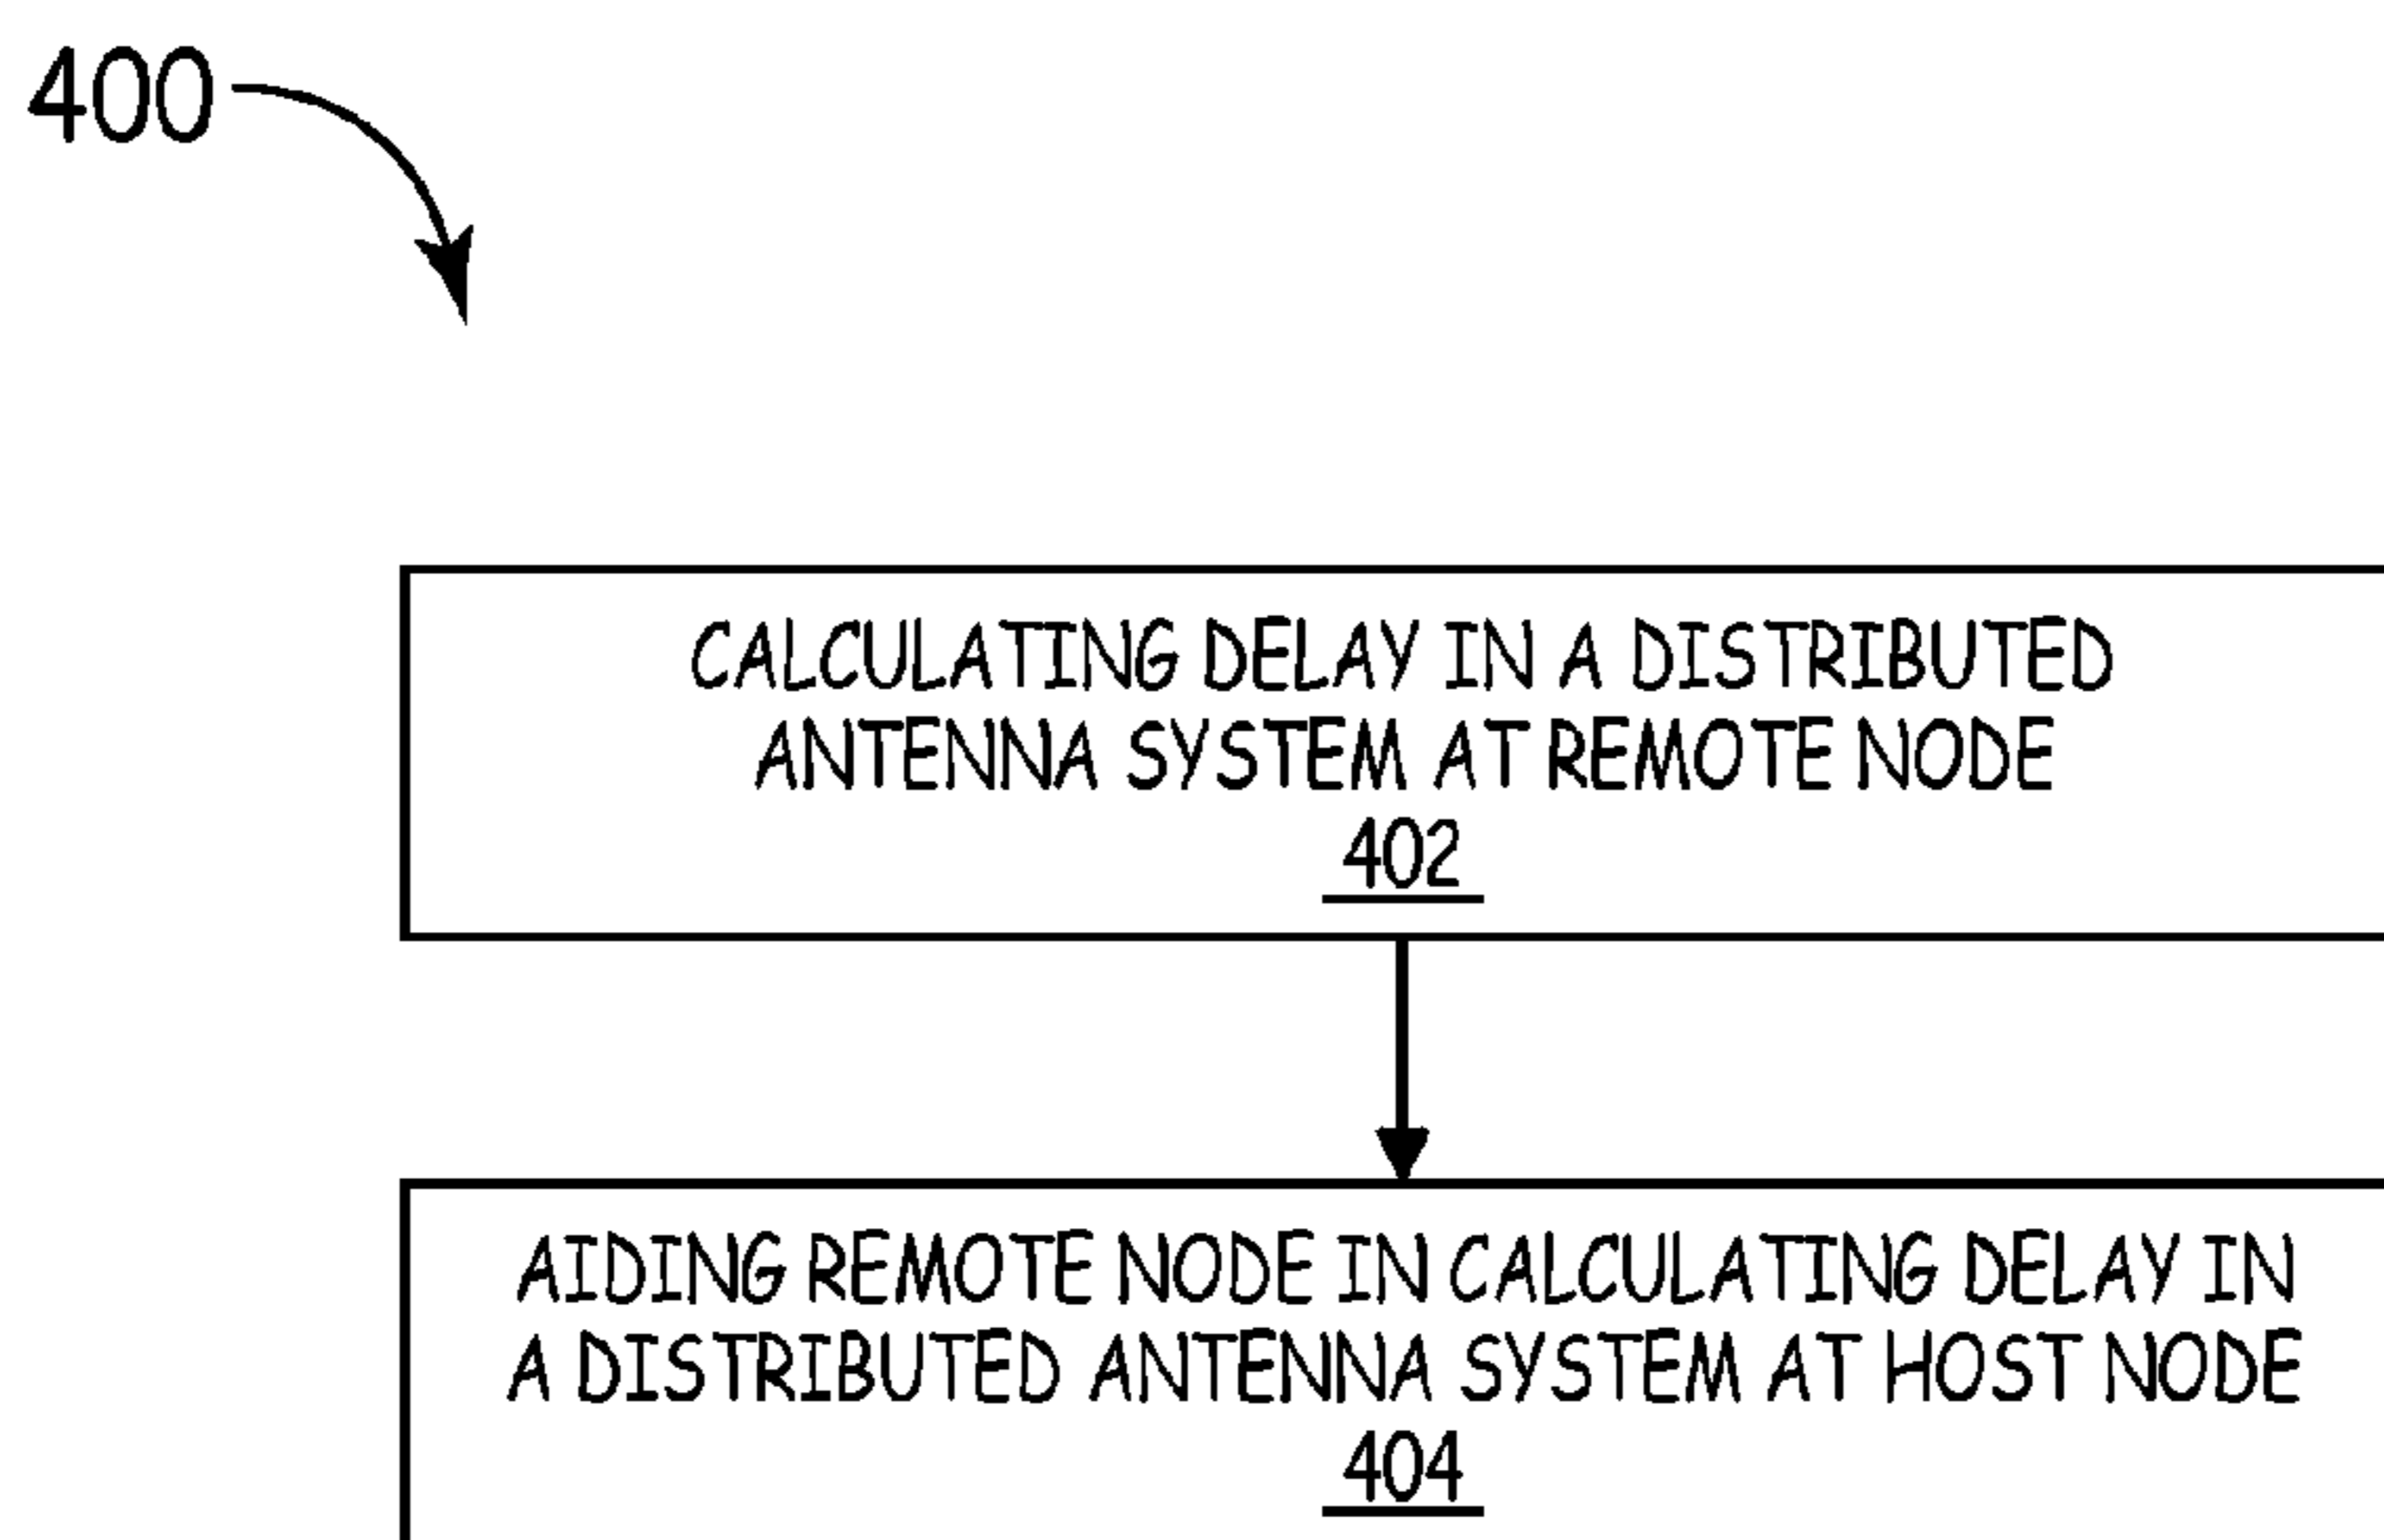 400
CALCULATING DELAY IN A DISTRIBUTED
ANTENNA SYSTEM AT REMOTE NODE
402
AIDING REMOTE NODE IN CALCULATING DELAY IN
A DISTRIBUTED ANTENNA SYSTEM AT HOST NODE
404